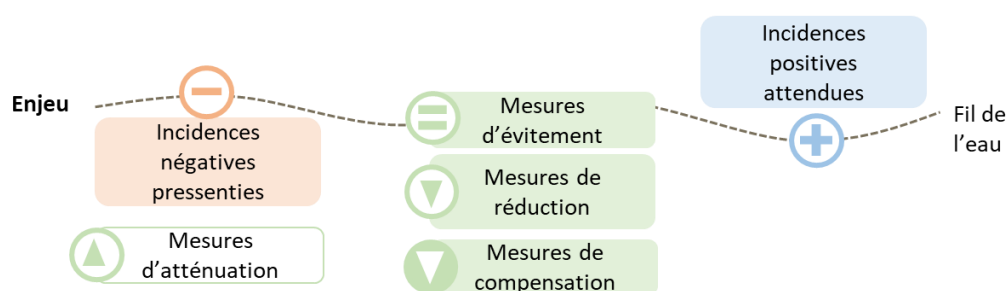 Enjeu
Incidences
négatives
pressenties
Mesures
d'atténuation
Mesures
d'évitement
Mesures de
réduction
Mesures de
compensation
Incidences
positives
attendues
Fil de
l'eau